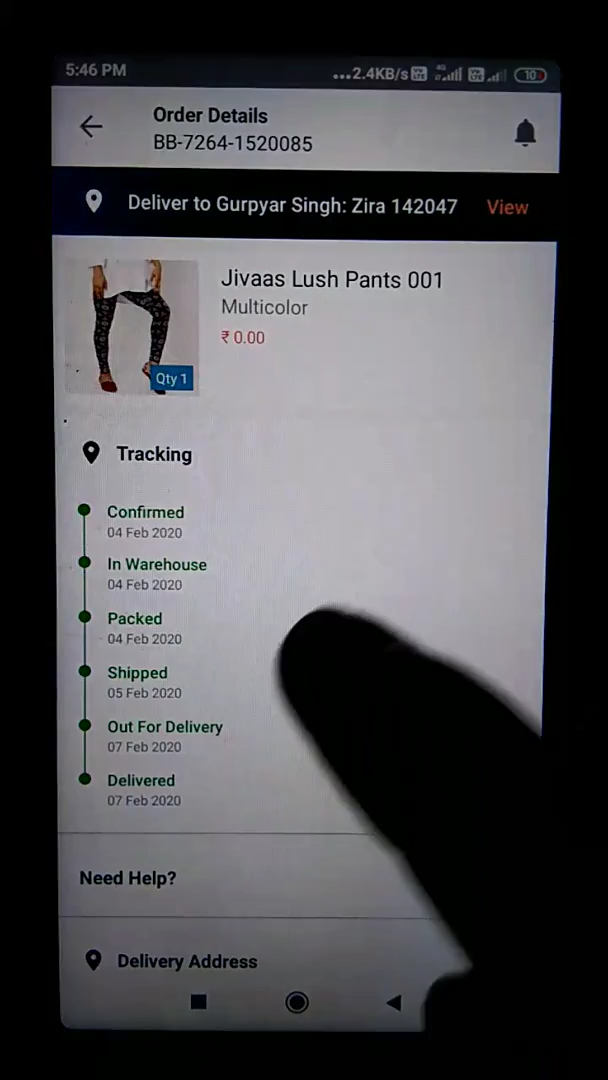 5:46 PM
...2.4KB/s
4G
10
Order Details
BB-7264-1520085
Deliver to Gurpyar Singh: Zira 142047 View
Jivaas Lush Pants 001
Multicolor
₹ 0.00
Qty 1
Tracking
Confirmed
04 Feb 2020
In Warehouse
04 Feb 2020
Packed
04 Feb 2020
Shipped
05 Feb 2020
Out For Delivery
07 Feb 2020
Delivered
07 Feb 2020
Need Help?
Delivery Address